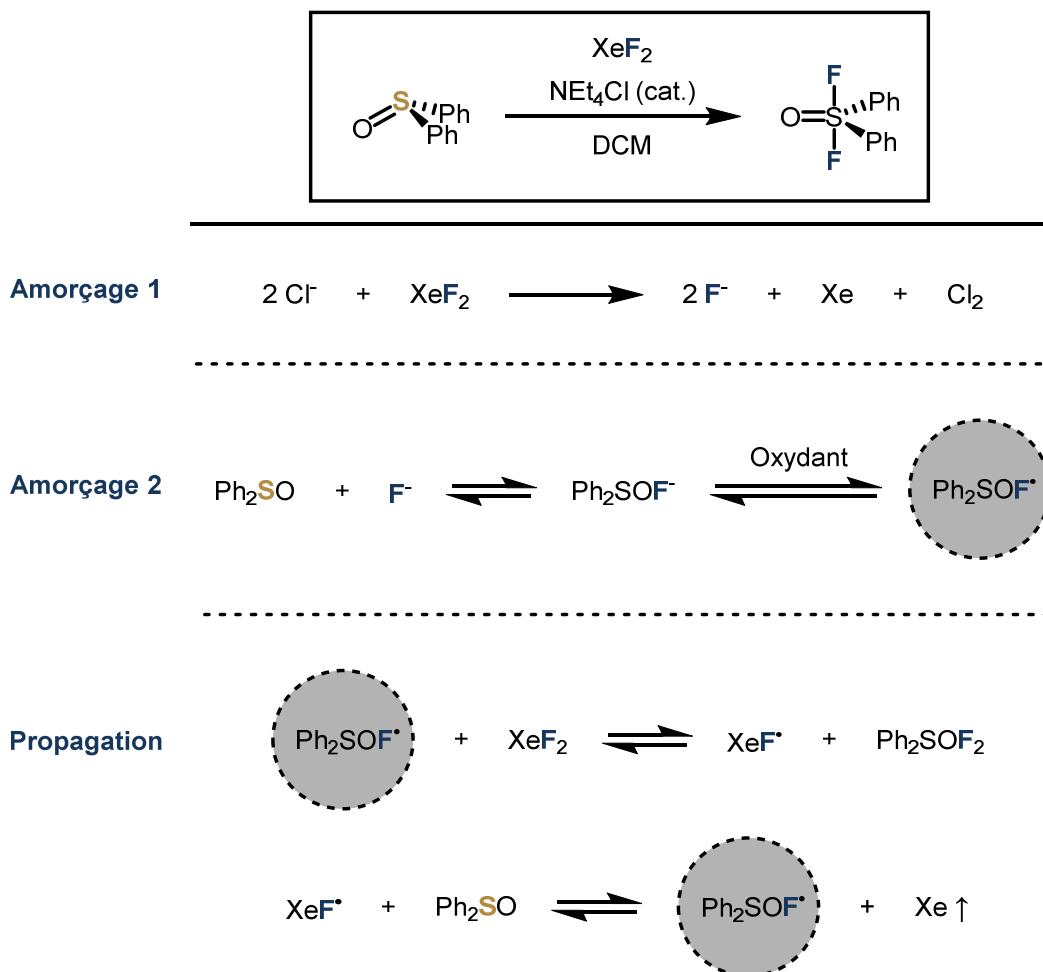 XeF₂
NEt₄Cl (cat.)
DCM
O S Ph Ph
F O S Ph Ph F
Amorçage 1
2 Cl⁻ + XeF₂ 2 F⁻ + Xe + Cl₂
Amorçage 2
Oxydant
Ph₂SO + F⁻ Ph₂SOF⁻ Ph₂SOF•
Propagation
Ph₂SOF• + XeF₂ XeF• + Ph₂SOF₂
XeF• + Ph₂SO Ph₂SOF• + Xe ↑